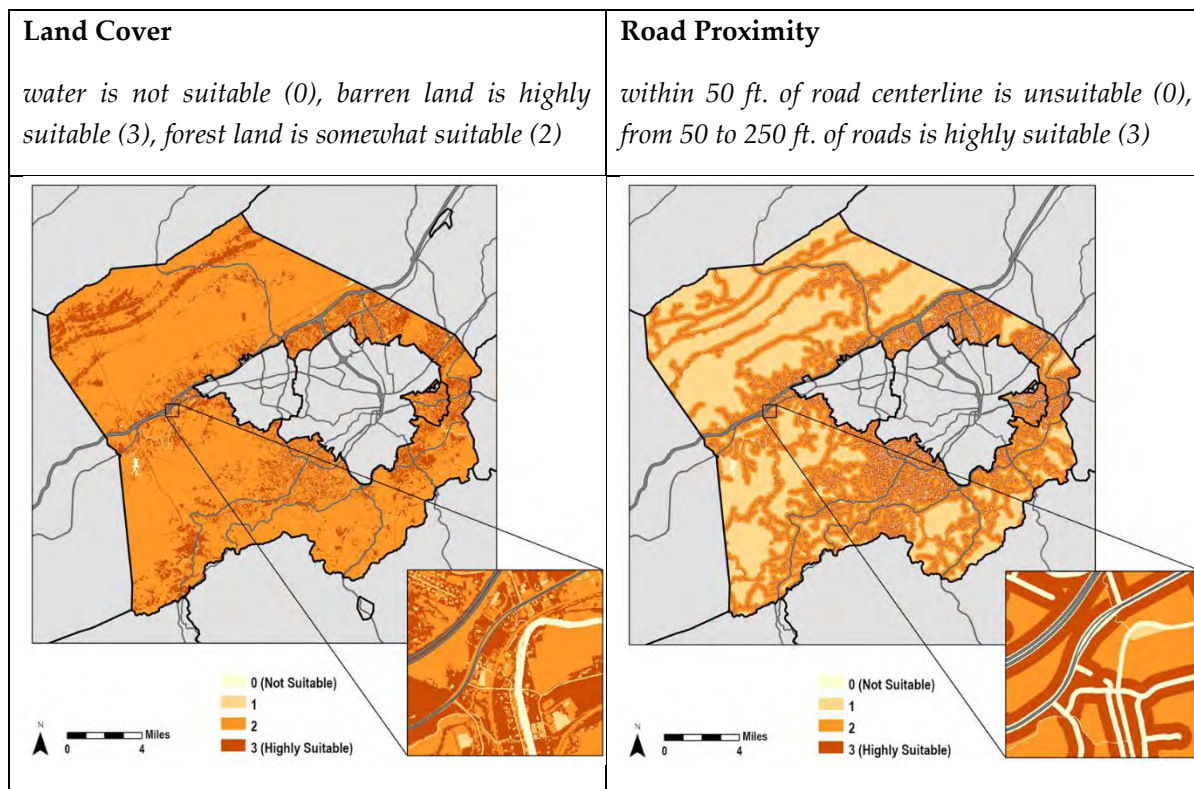 Land Cover
water is not suitable (0), barren land is highly
suitable (3), forest land is somewhat suitable (2)
Road Proximity
within 50 ft. of road centerline is unsuitable (0),
from 50 to 250 ft. of roads is highly suitable (3)
0 (Not Suitable)
1
2
3 (Highly Suitable)
N
Miles
0 4
0 (Not Suitable)
1
2
3 (Highly Suitable)
N
Miles
0 4